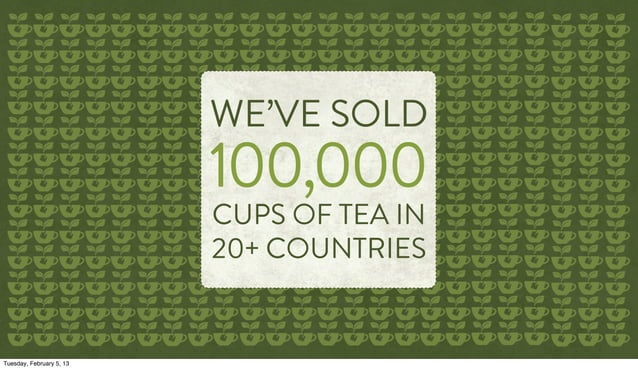 WE'VE SOLD
100,000
CUPS OF TEA IN
20+ COUNTRIES
Tuesday, February 5, 13